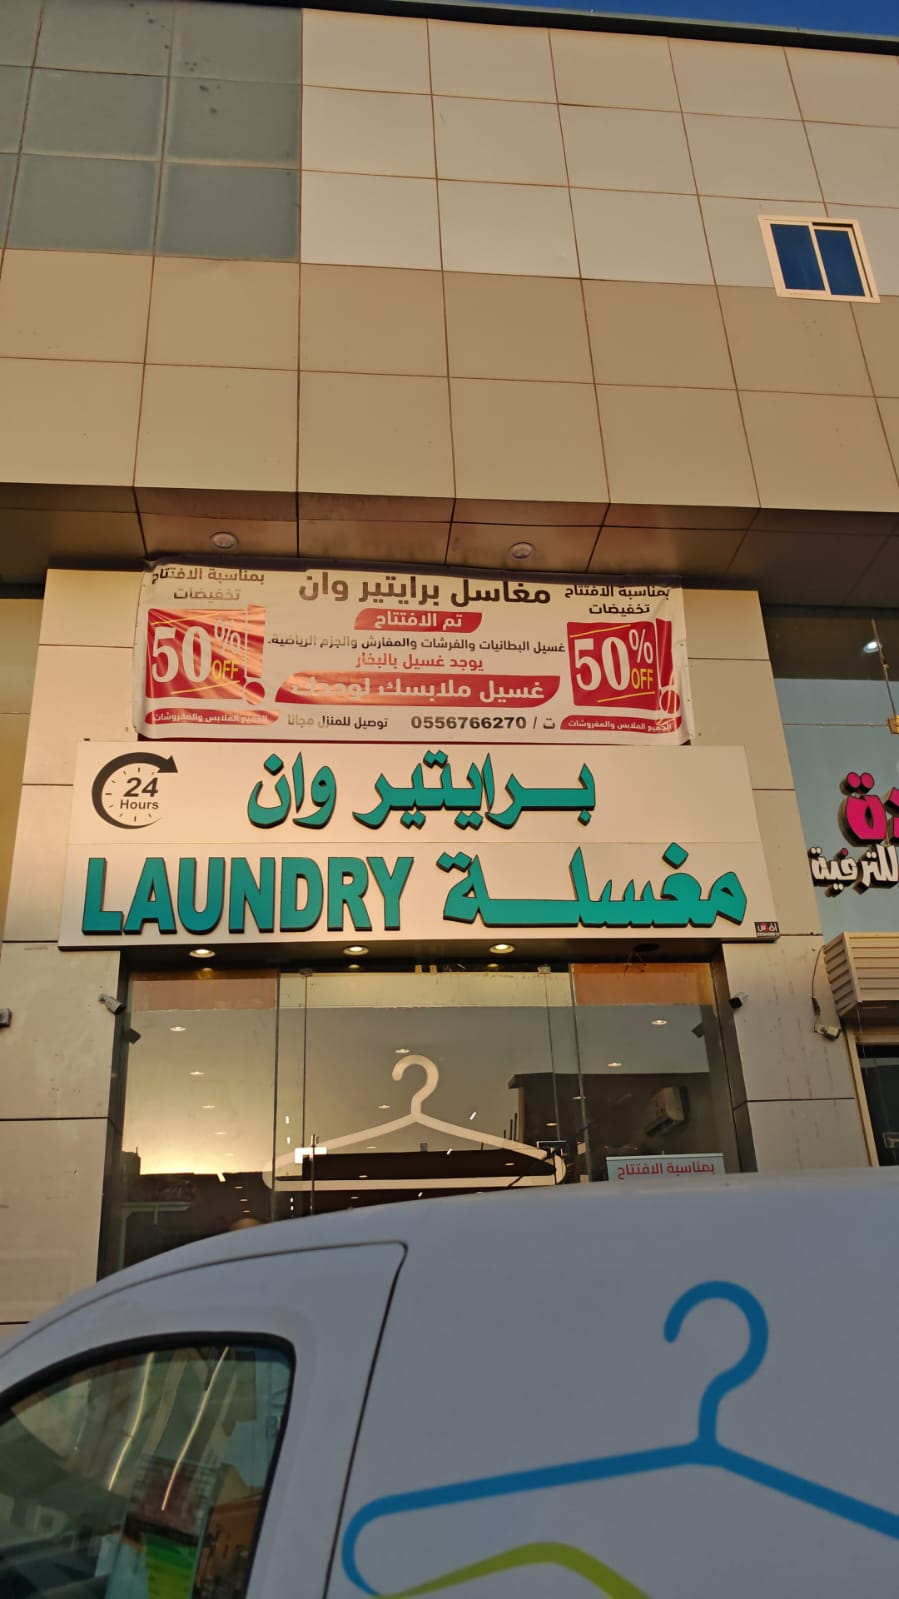 بمناسبة الافتتاح
تخفيضات
50% OFF
لجميع الملابس والمفروشات
مغاسل برايتير وان
تم الافتتاح
غسيل البطانيات والفرشات والمفارش والجزم الرياضية.
يوجد غسيل بالبخار
غسيل ملابسك لوحدك
ت / 0556766270 توصيل للمنزل مجانا
بمناسبة الافتتاح
تخفيضات
50% OFF
لجميع الملابس والمفروشات
24
Hours
برايتير وان
مغسلة LAUNDRY
للترفية
بمناسبة الافتتاح